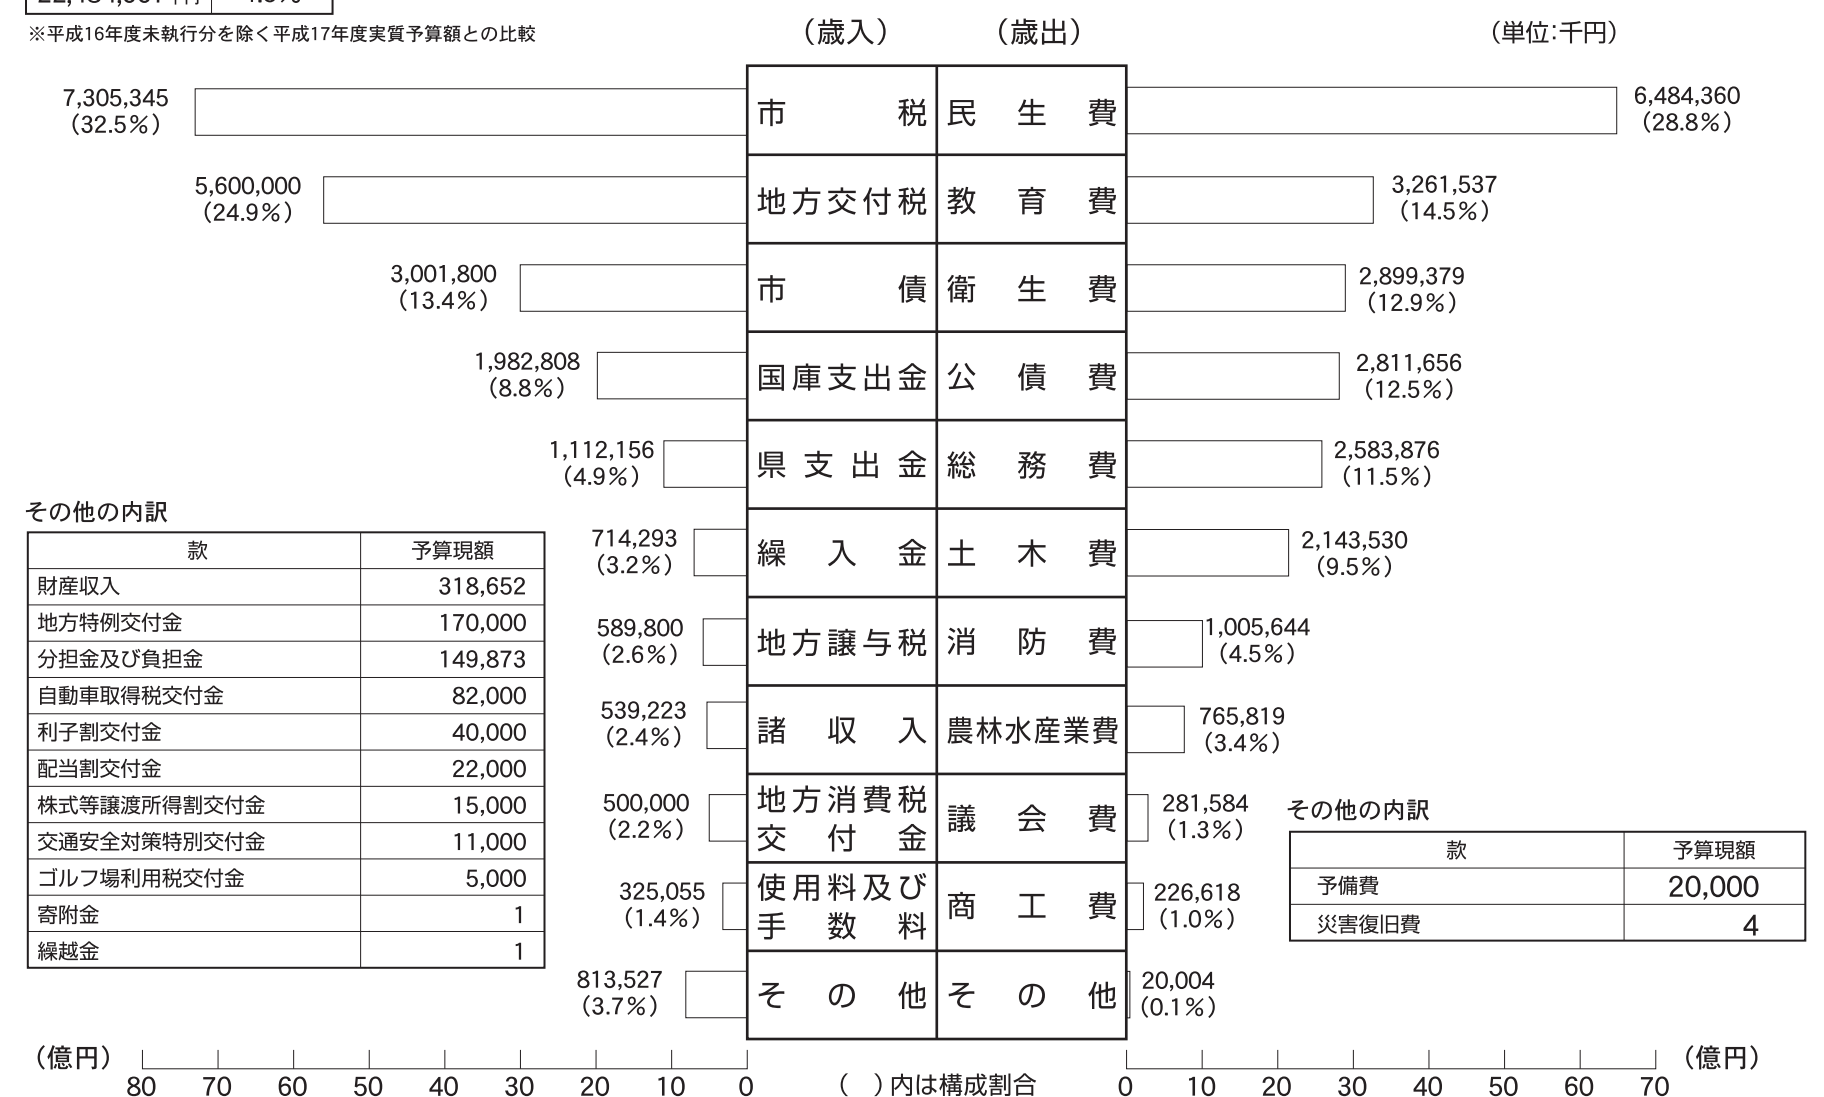 ※平成16年度未執行分を除く平成17年度実質予算額との比較
（歳入）　（歳出）
（単位：千円）
7,305,345
（32.5％）
市税　民生費
6,484,360
（28.8％）
5,600,000
（24.9％）
地方交付税　教育費
3,261,537
（14.5％）
3,001,800
（13.4％）
市債　衛生費
2,899,379
（12.9％）
1,982,808
（8.8％）
国庫支出金　公債費
2,811,656
（12.5％）
1,112,156
（4.9％）
県支出金　総務費
2,583,876
（11.5％）
714,293
（3.2％）
繰入金　土木費
2,143,530
（9.5％）
589,800
（2.6％）
地方譲与税　消防費
1,005,644
（4.5％）
539,223
（2.4％）
諸収入　農林水産業費
765,819
（3.4％）
500,000
（2.2％）
地方消費税
交付金
議会費
281,584
（1.3％）
325,055
（1.4％）
使用料及び
手数料
商工費
226,618
（1.0％）
813,527
（3.7％）
その他　その他
20,004
（0.1％）
その他の内訳
款　予算現額
財産収入　318,652
地方特例交付金　170,000
分担金及び負担金　149,873
自動車取得税交付金　82,000
利子割交付金　40,000
配当割交付金　22,000
株式等譲渡所得割交付金　15,000
交通安全対策特別交付金　11,000
ゴルフ場利用税交付金　5,000
寄附金　1
繰越金　1
その他の内訳
款　予算現額
予備費　20,000
災害復旧費　4
（億円）
80 70 60 50 40 30 20 10 0
（　）内は構成割合
0 10 20 30 40 50 60 70
（億円）